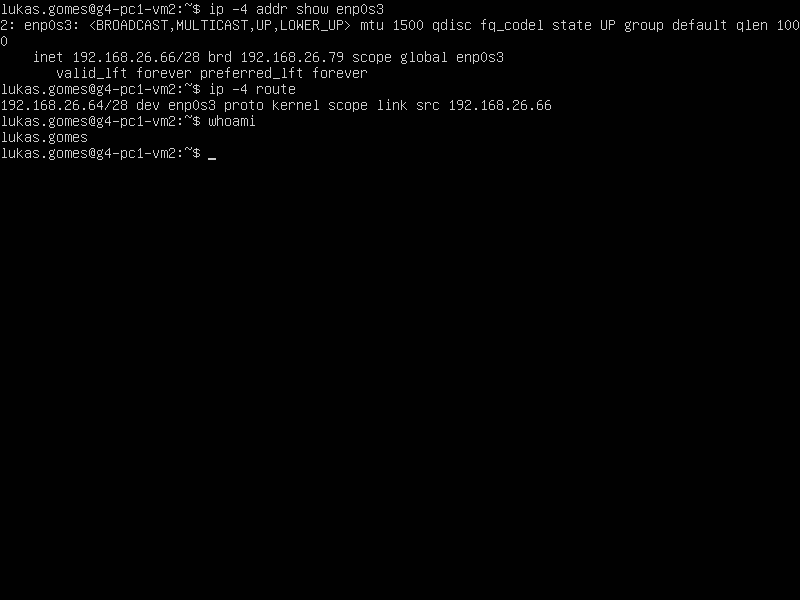 lukas.gomes@g4-pc1-vm2:~$ ip -4 addr show enp0s3
2: enp0s3: <BROADCAST,MULTICAST,UP,LOWER_UP> mtu 1500 qdisc fq_codel state UP group default qlen 100
0
    inet 192.168.26.66/28 brd 192.168.26.79 scope global enp0s3
       valid_lft forever preferred_lft forever
lukas.gomes@g4-pc1-vm2:~$ ip -4 route
192.168.26.64/28 dev enp0s3 proto kernel scope link src 192.168.26.66
lukas.gomes@g4-pc1-vm2:~$ whoami
lukas.gomes
lukas.gomes@g4-pc1-vm2:~$ _